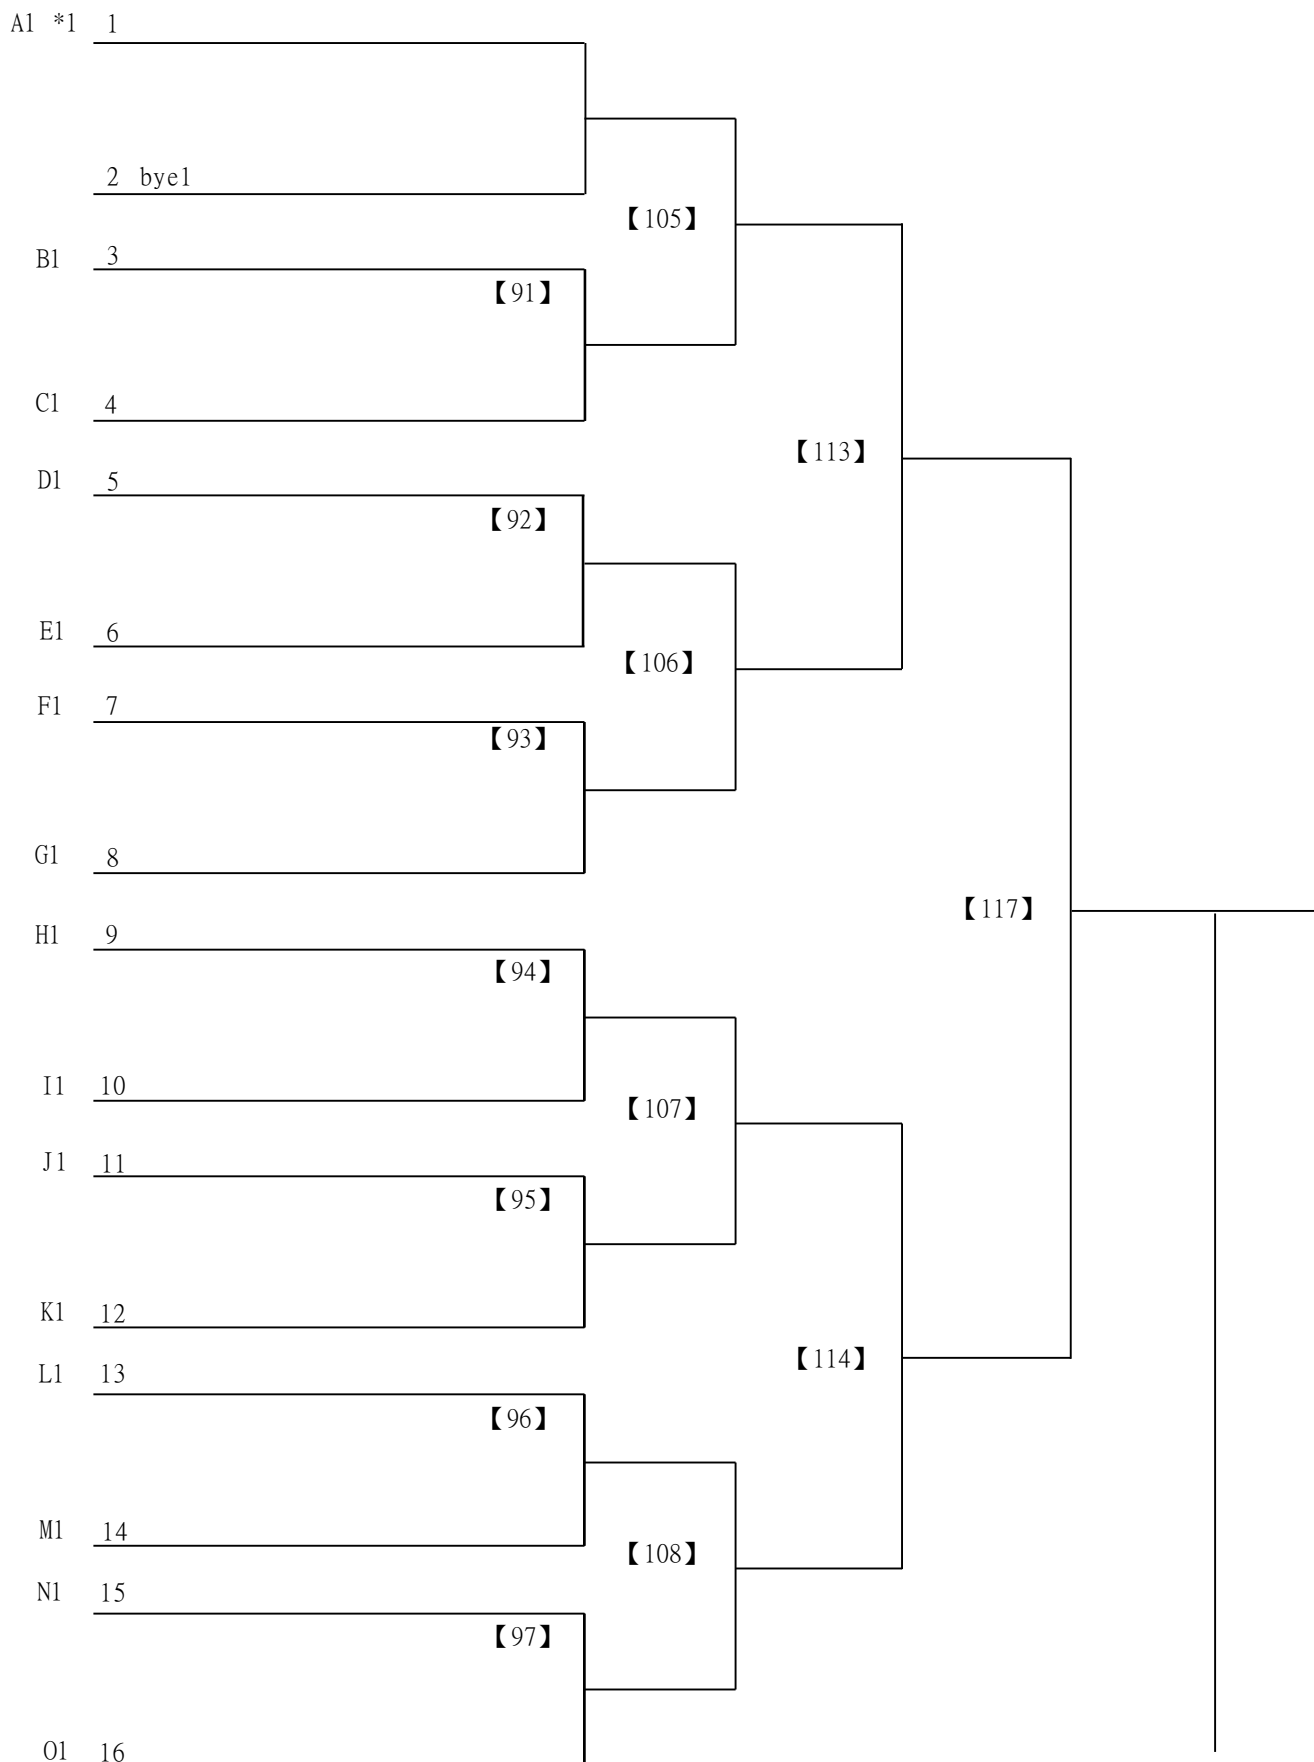 A1 *1 1
2 bye1
【105】
B1 3
【91】
C1 4
【113】
D1 5
【92】
E1 6
【106】
F1 7
【93】
G1 8
【117】
H1 9
【94】
I1 10
【107】
J1 11
【95】
K1 12
【114】
L1 13
【96】
M1 14
【108】
N1 15
【97】
O1 16